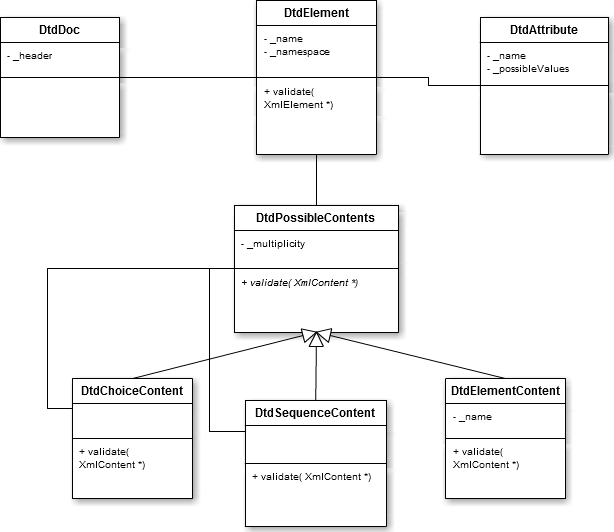 DtdDoc
- _header
DtdElement
- _name
- _namespace
+ validate(
XmlElement *)
DtdAttribute
- _name
- _possibleValues
DtdPossibleContents
- _multiplicity
+ validate( XmlContent *)
DtdChoiceContent
+ validate(
XmlContent *)
DtdSequenceContent
+ validate( XmlContent *)
DtdElementContent
- _name
+ validate(
XmlContent *)